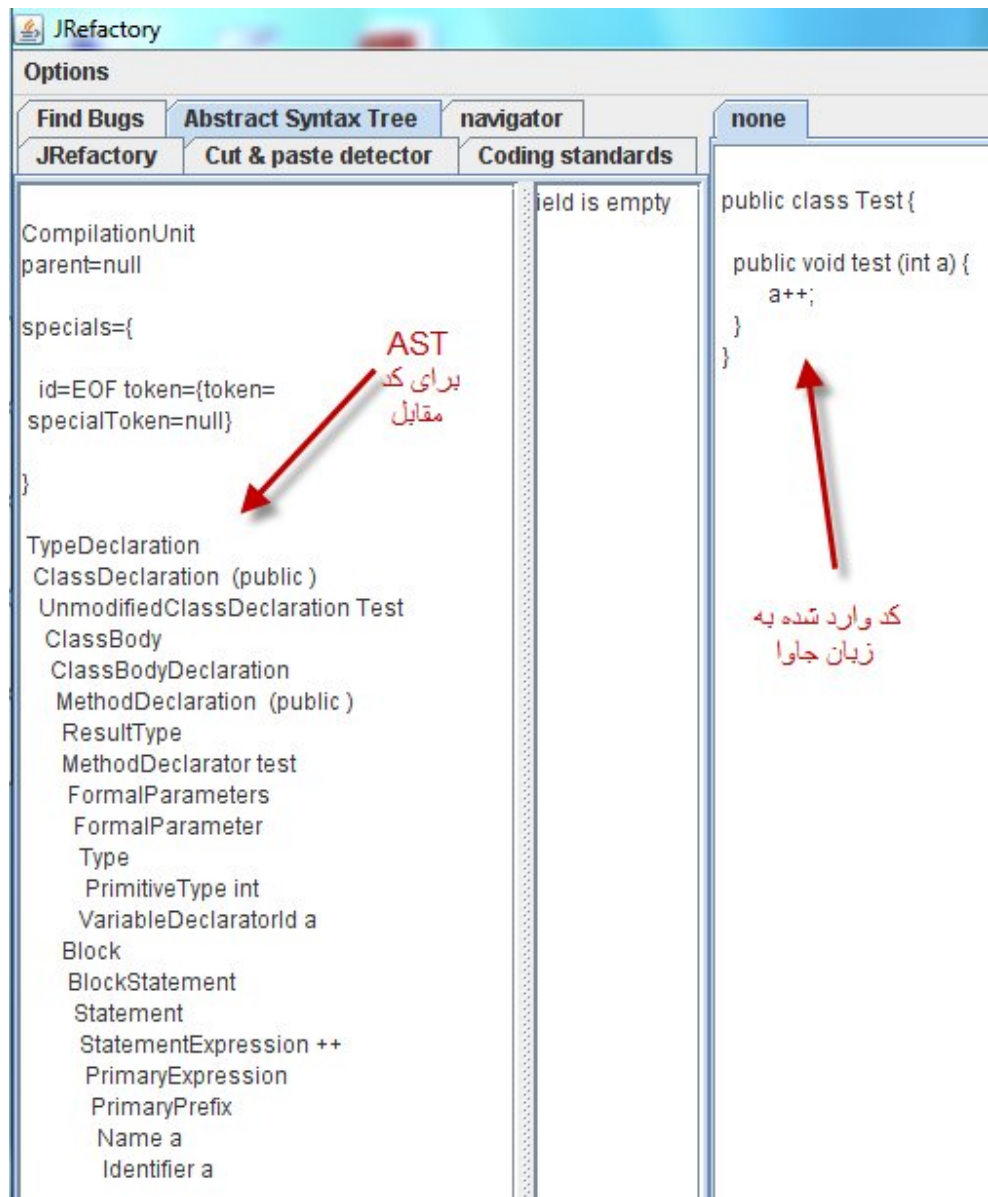 JRefactory
Options
Find Bugs
Abstract Syntax Tree
navigator
JRefactory
Cut & paste detector
Coding standards
CompilationUnit
parent=null
specials={
id=EOF token={token=
specialToken=null}
}
TypeDeclaration
ClassDeclaration (public )
UnmodifiedClassDeclaration Test
ClassBody
ClassBodyDeclaration
MethodDeclaration (public )
ResultType
MethodDeclarator test
FormalParameters
FormalParameter
Type
PrimitiveType int
VariableDeclaratorId a
Block
BlockStatement
Statement
StatementExpression ++
PrimaryExpression
PrimaryPrefix
Name a
Identifier a
AST
برای کد
مقابل
ield is empty
none
public class Test {
public void test (int a) {
a++;
}
}
کد وارد شده به
زبان جاوا